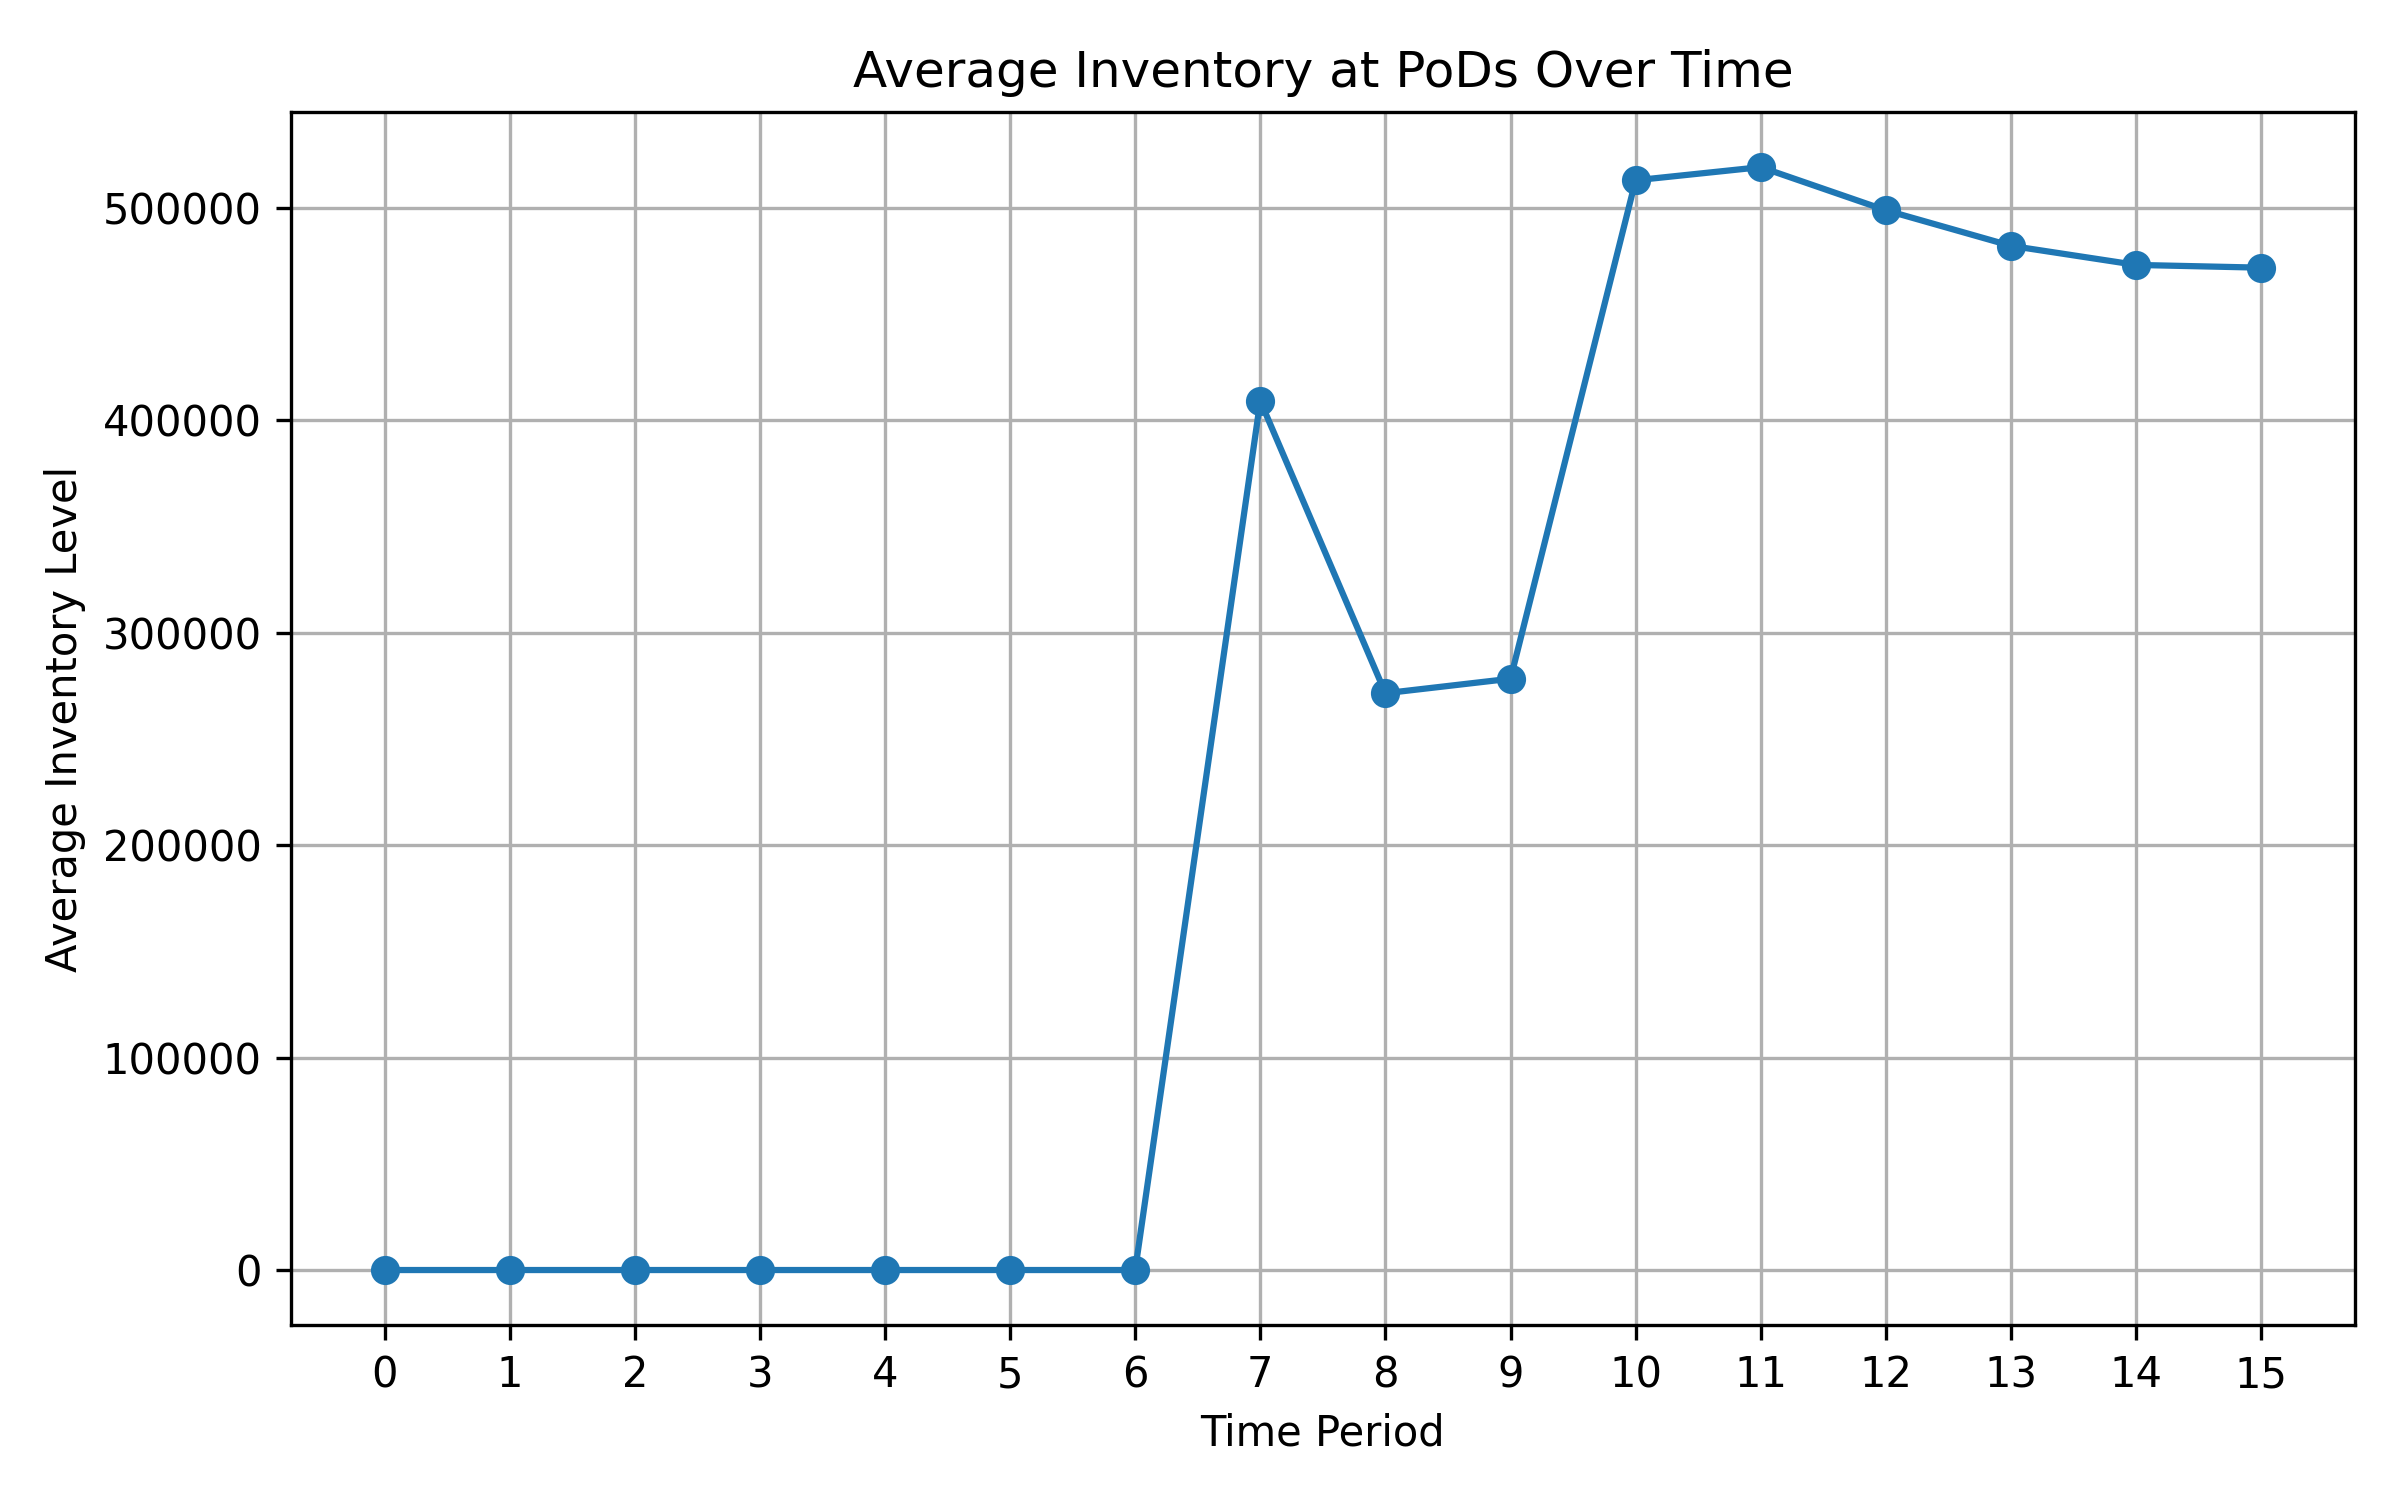 Average Inventory at PoDs Over Time
Average Inventory Level
500000
400000
300000
200000
100000
0
0 1 2 3 4 5 6 7 8 9 10 11 12 13 14 15
Time Period